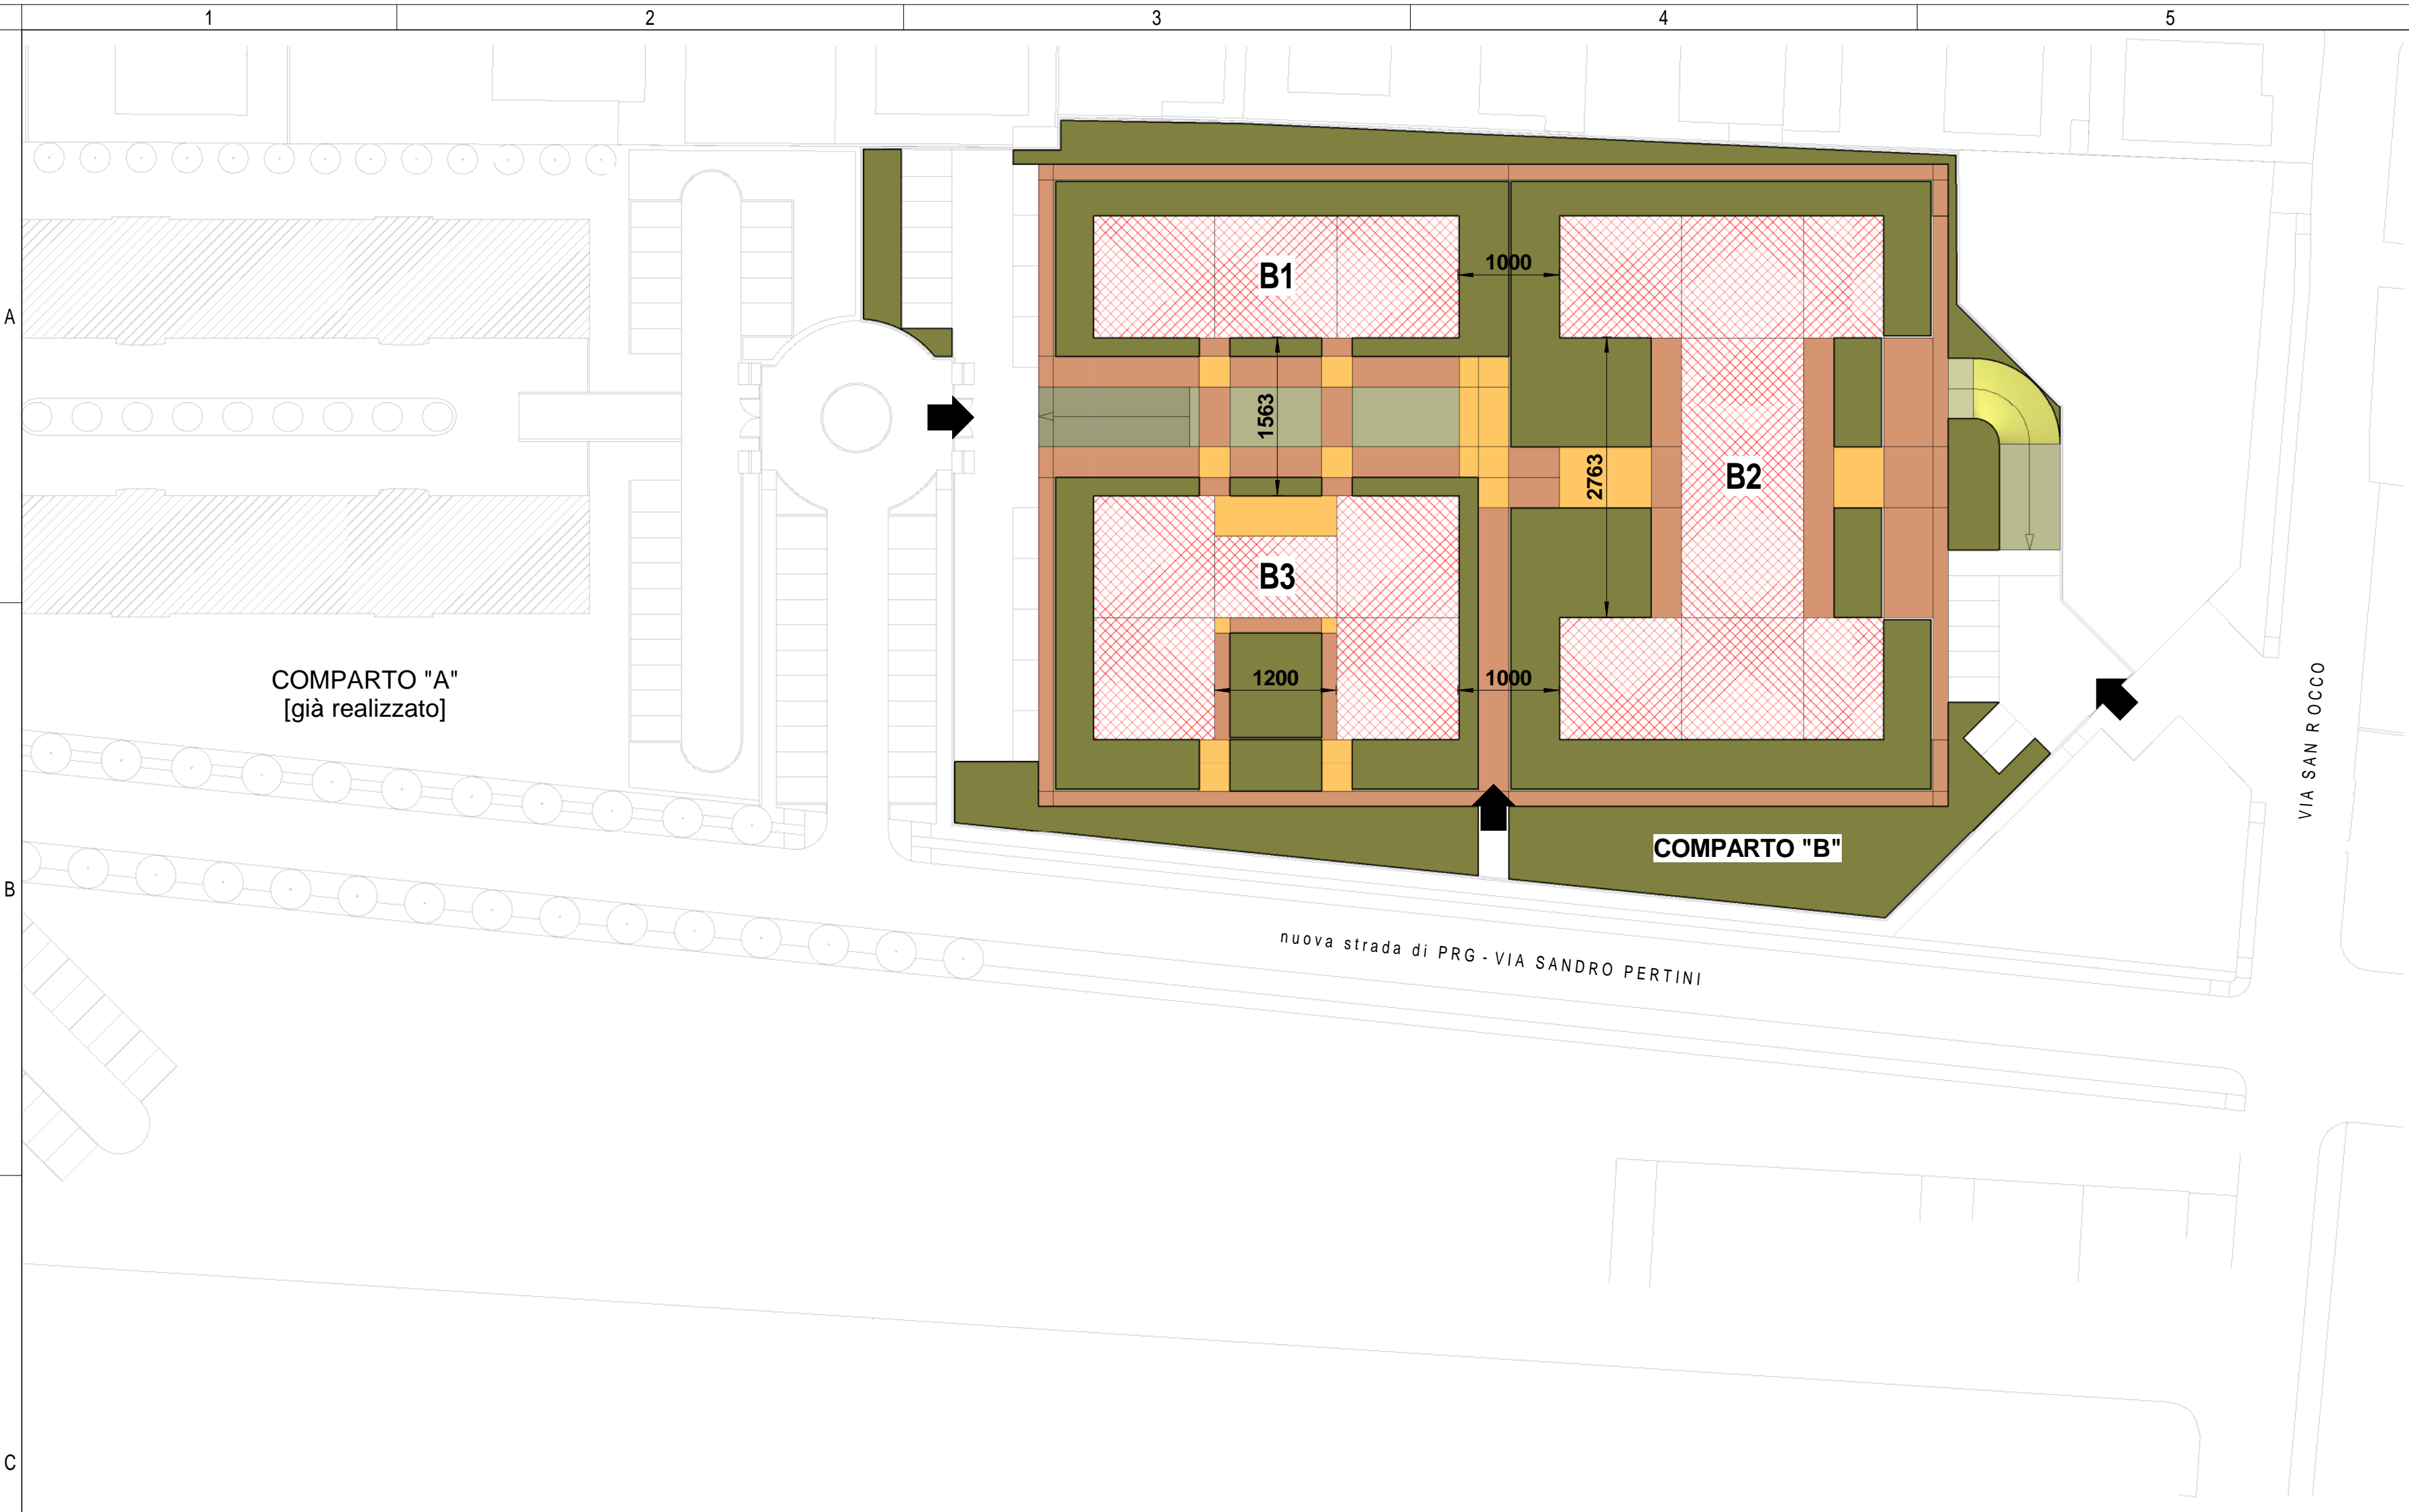 1
2
3
4
5
A
B
C
B1
1000
1563
2763
B2
B3
1200
1000
COMPARTO "A"
[già realizzato]
COMPARTO "B"
VIA SAN ROCCO
nuova strada di PRG - VIA SANDRO PERTINI